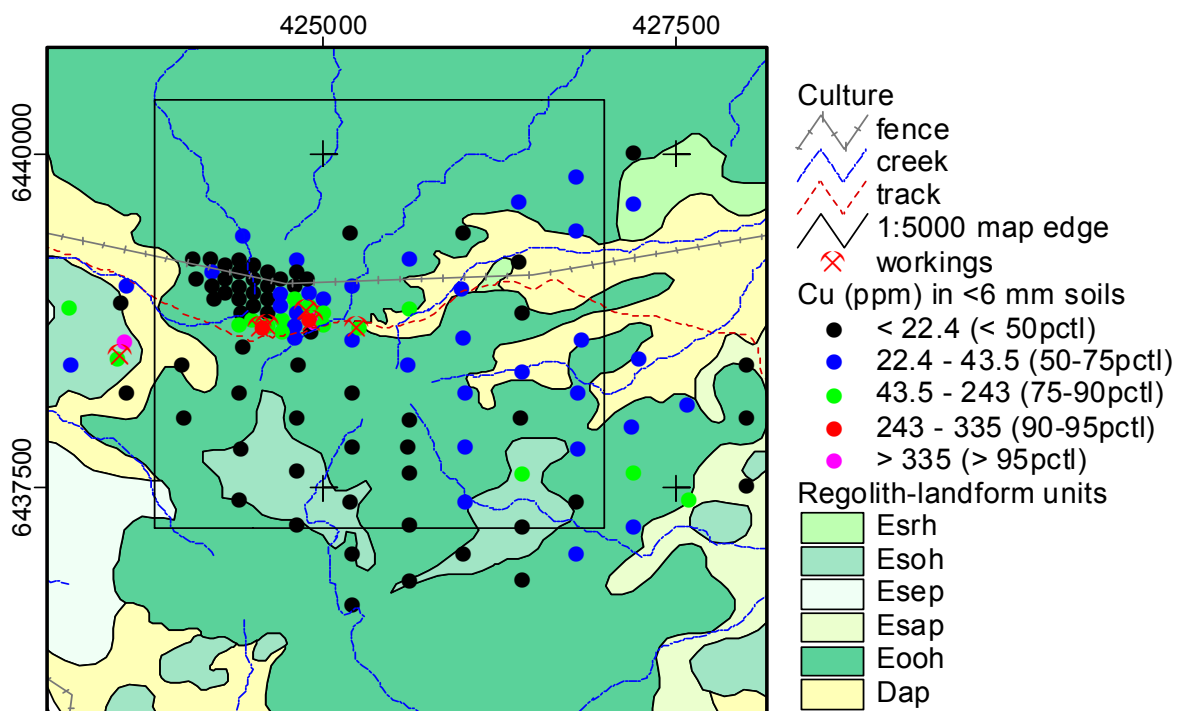 425000
427500
6440000
6437500
Culture
fence
creek
track
1:5000 map edge
workings
Cu (ppm) in <6 mm soils
< 22.4 (< 50pctl)
22.4 - 43.5 (50-75pctl)
43.5 - 243 (75-90pctl)
243 - 335 (90-95pctl)
> 335 (> 95pctl)
Regolith-landform units
Esrh
Esoh
Esep
Esap
Eooh
Dap